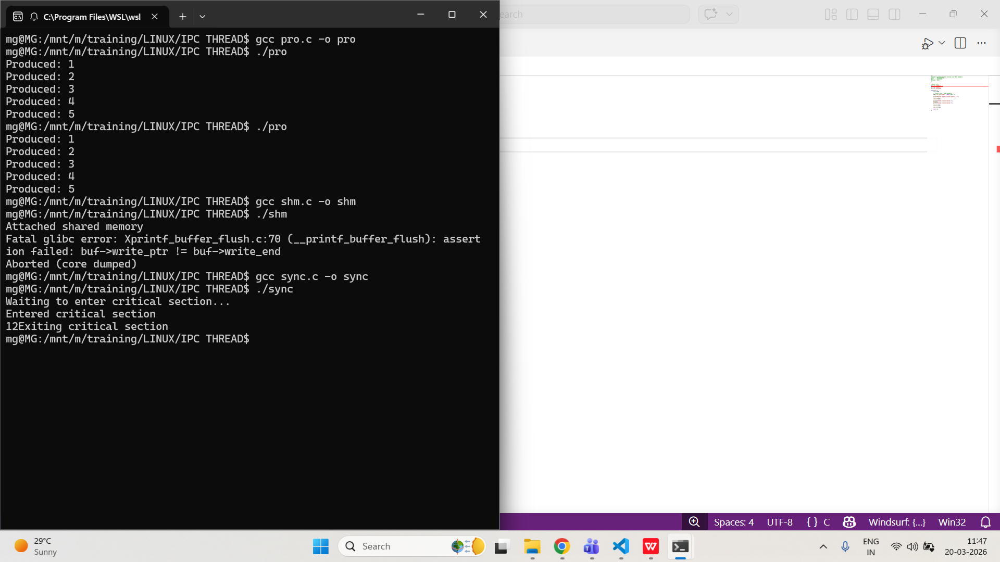 C:\Program Files\WSL\wsl
earch
mg@MG:/mnt/m/training/LINUX/IPC THREAD$ gcc pro.c -o pro
mg@MG:/mnt/m/training/LINUX/IPC THREAD$ ./pro
Produced: 1
Produced: 2
Produced: 3
Produced: 4
Produced: 5
mg@MG:/mnt/m/training/LINUX/IPC THREAD$ ./pro
Produced: 1
Produced: 2
Produced: 3
Produced: 4
Produced: 5
mg@MG:/mnt/m/training/LINUX/IPC THREAD$ gcc shm.c -o shm
mg@MG:/mnt/m/training/LINUX/IPC THREAD$ ./shm
Attached shared memory
Fatal glibc error: Xprintf_buffer_flush.c:70 (__printf_buffer_flush): assert
ion failed: buf->write_ptr != buf->write_end
Aborted (core dumped)
mg@MG:/mnt/m/training/LINUX/IPC THREAD$ gcc sync.c -o sync
mg@MG:/mnt/m/training/LINUX/IPC THREAD$ ./sync
Waiting to enter critical section...
Entered critical section
12Exiting critical section
mg@MG:/mnt/m/training/LINUX/IPC THREAD$
Spaces: 4 UTF-8 { } C Windsurf: {...} Win32
29°C
Sunny
Search
ENG
IN
11:47
20-03-2026